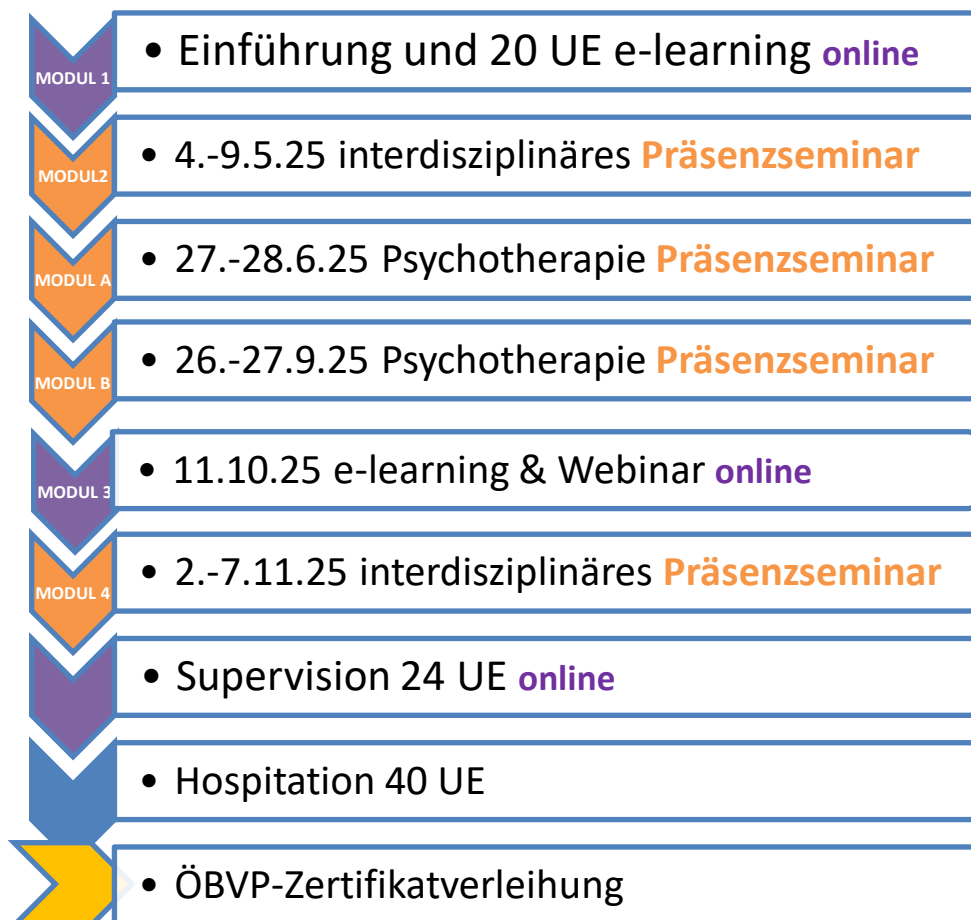 MODUL 1
• Einführung und 20 UE e-learning online
MODUL2
• 4.-9.5.25 interdisziplinäres Präsenzseminar
MODUL A
• 27.-28.6.25 Psychotherapie Präsenzseminar
MODUL B
• 26.-27.9.25 Psychotherapie Präsenzseminar
MODUL 3
• 11.10.25 e-learning & Webinar online
MODUL 4
• 2.-7.11.25 interdisziplinäres Präsenzseminar
• Supervision 24 UE online
• Hospitation 40 UE
• ÖBVP-Zertifikatverleihung